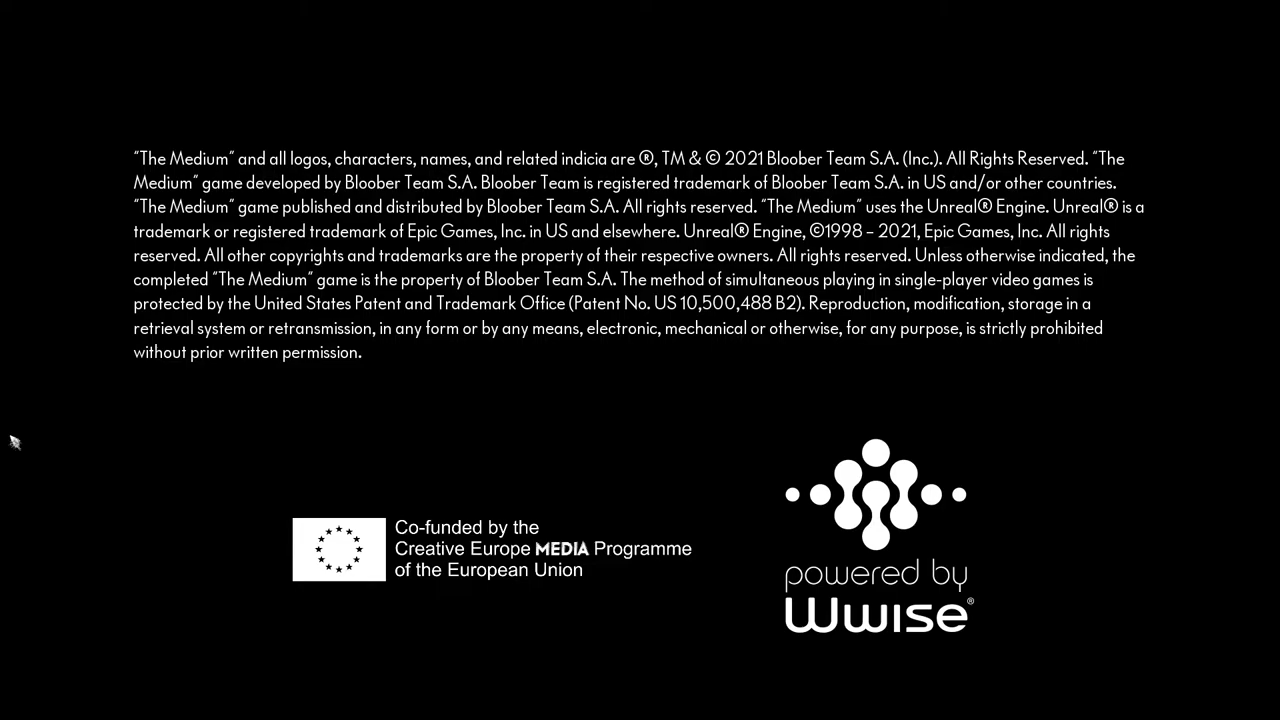 "The Medium" and all logos, characters, names, and related indicia are ®, TM & © 2021 Bloober Team S.A. (Inc.). All Rights Reserved. "The
Medium" game developed by Bloober Team S.A. Bloober Team is registered trademark of Bloober Team S.A. in US and/or other countries.
"The Medium" game published and distributed by Bloober Team S.A. All rights reserved. "The Medium" uses the Unreal® Engine. Unreal® is a
trademark or registered trademark of Epic Games, Inc. in US and elsewhere. Unreal® Engine, ©1998 – 2021, Epic Games, Inc. All rights
reserved. All other copyrights and trademarks are the property of their respective owners. All rights reserved. Unless otherwise indicated, the
completed "The Medium" game is the property of Bloober Team S.A. The method of simultaneous playing in single-player video games is
protected by the United States Patent and Trademark Office (Patent No. US 10,500,488 B2). Reproduction, modification, storage in a
retrieval system or retransmission, in any form or by any means, electronic, mechanical or otherwise, for any purpose, is strictly prohibited
without prior written permission.
Co-funded by the
Creative Europe MEDIA Programme
of the European Union
powered by
Wwise®